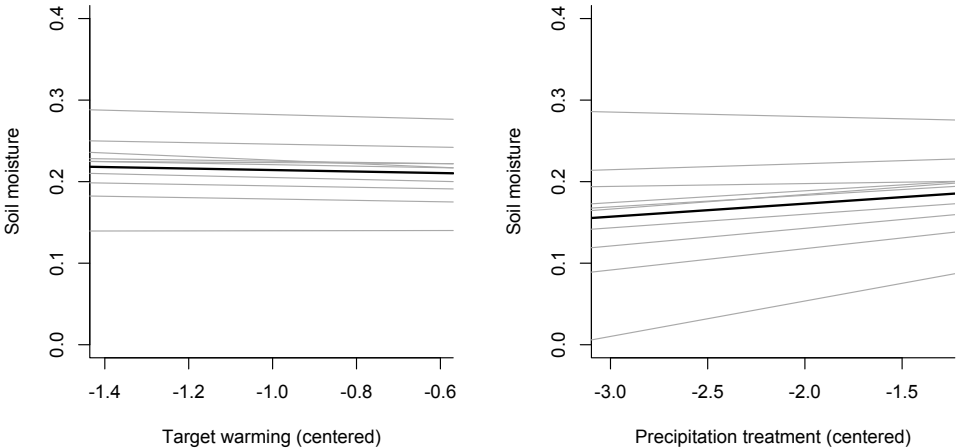 Soil moisture
0.4
0.3
0.2
0.1
0.0
-1.4 -1.2 -1.0 -0.8 -0.6
Target warming (centered)
Soil moisture
0.4
0.3
0.2
0.1
0.0
-3.0 -2.5 -2.0 -1.5
Precipitation treatment (centered)